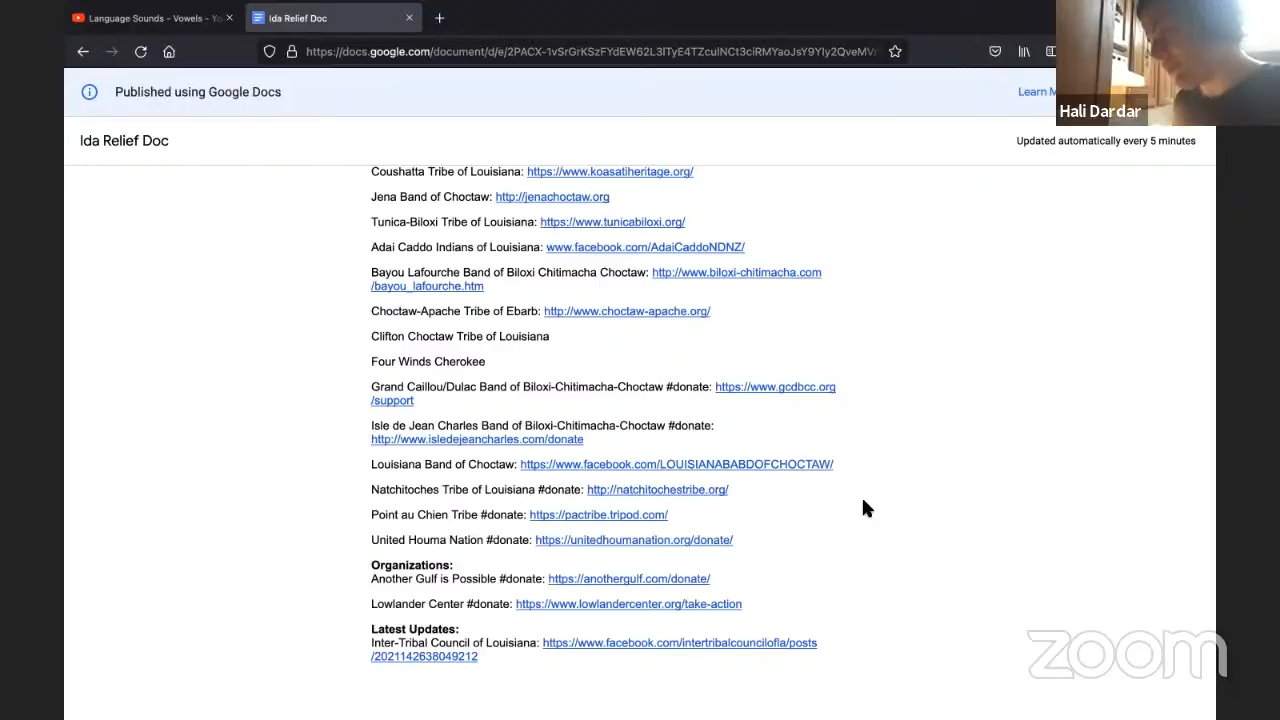 Language Sounds - Vowels - Yo
Ida Relief Doc
https://docs.google.com/document/d/e/2PACX-1vSrGrKSzFYdEW62L3ITyE4TZculNCt3ciRMYaoJsY9YIy2QveMVr
Published using Google Docs
Learn M
Hali Dardar
Ida Relief Doc
Updated automatically every 5 minutes
Coushatta Tribe of Louisiana: https://www.koasatiheritage.org/
Jena Band of Choctaw: http://jenachoctaw.org
Tunica-Biloxi Tribe of Louisiana: https://www.tunicabiloxi.org/
Adai Caddo Indians of Louisiana: www.facebook.com/AdaiCaddoNDNZ/
Bayou Lafourche Band of Biloxi Chitimacha Choctaw: http://www.biloxi-chitimacha.com
/bayou_lafourche.htm
Choctaw-Apache Tribe of Ebarb: http://www.choctaw-apache.org/
Clifton Choctaw Tribe of Louisiana
Four Winds Cherokee
Grand Caillou/Dulac Band of Biloxi-Chitimacha-Choctaw #donate: https://www.gcdbcc.org
/support
Isle de Jean Charles Band of Biloxi-Chitimacha-Choctaw #donate:
http://www.isledejeancharles.com/donate
Louisiana Band of Choctaw: https://www.facebook.com/LOUISIANABABDOFCHOCTAW/
Natchitoches Tribe of Louisiana #donate: http://natchitochestribe.org/
Point au Chien Tribe #donate: https://pactribe.tripod.com/
United Houma Nation #donate: https://unitedhoumanation.org/donate/
Organizations:
Another Gulf is Possible #donate: https://anothergulf.com/donate/
Lowlander Center #donate: https://www.lowlandercenter.org/take-action
Latest Updates:
Inter-Tribal Council of Louisiana: https://www.facebook.com/intertribalcouncilofla/posts
/2021142638049212
zoom